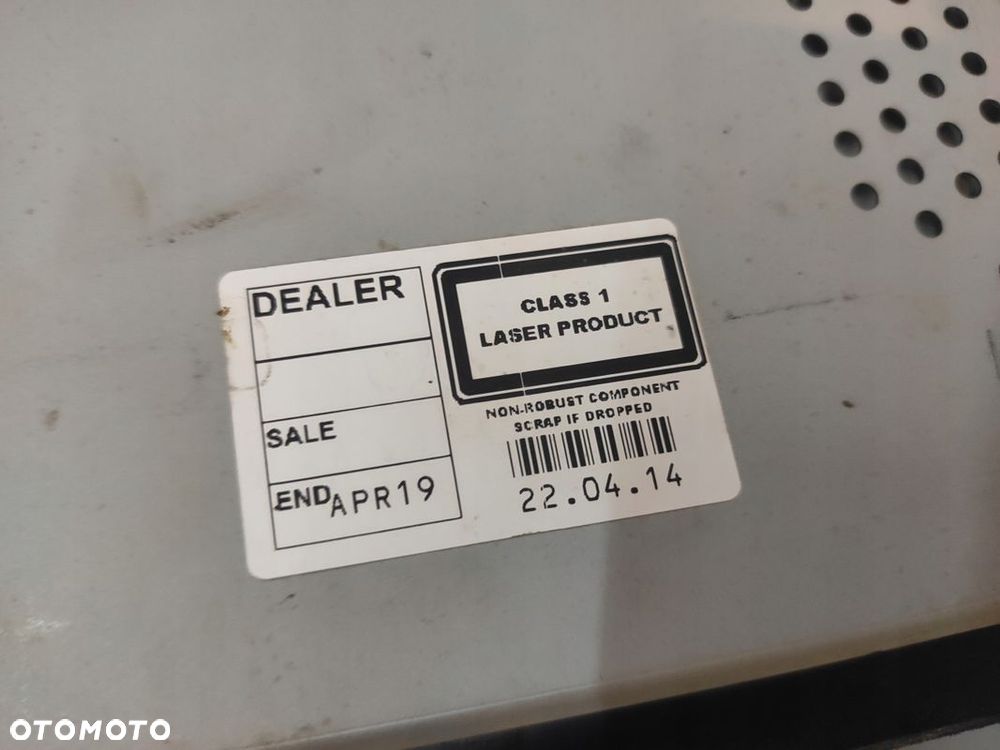 DEALER
SALE
END APR19
CLASS 1
LASER PRODUCT
NON-ROBUST COMPONENT
SCRAP IF DROPPED
22.04.14
OTOMOTO